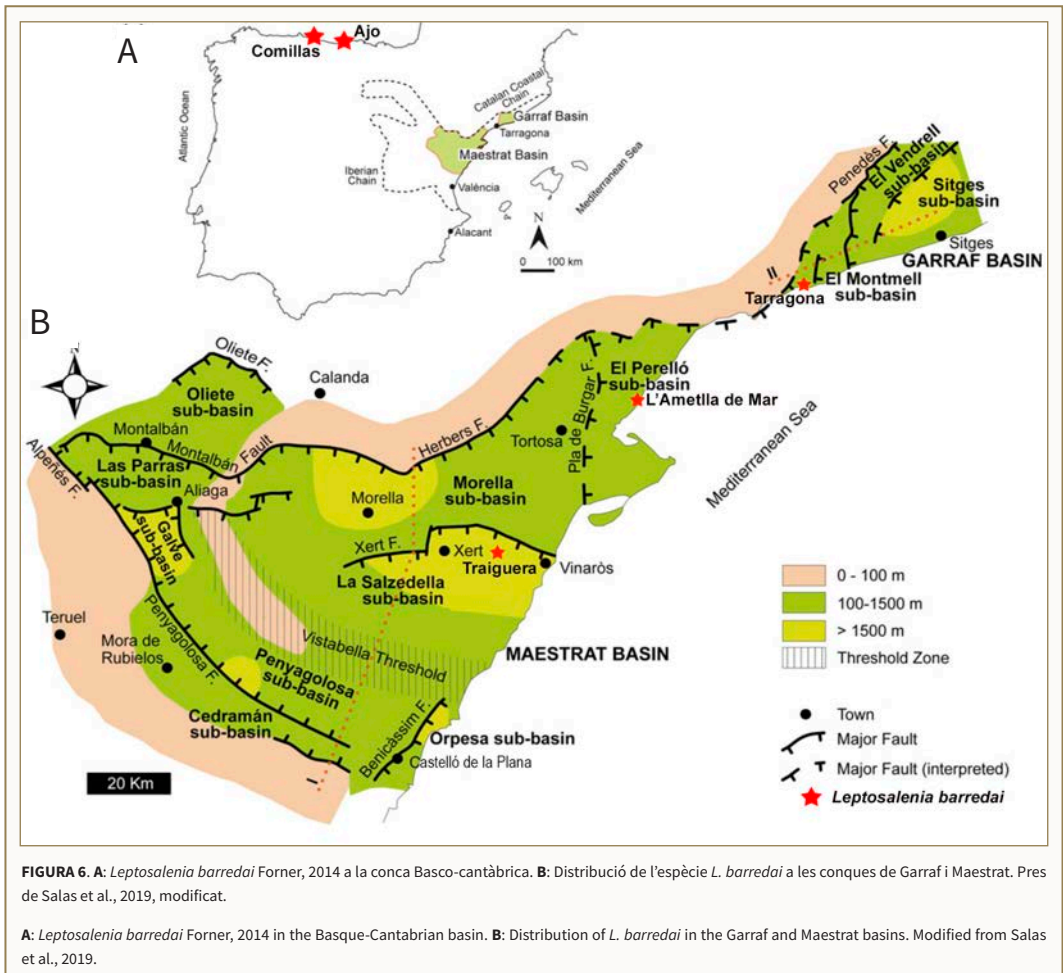 A
Comillas
Ajo
Atlantic Ocean
Catalan Coastal
Chain
Garraf Basin
Tarragona
Maestrat Basin
Iberian
Chain
València
Alacant
Mediterranean Sea
N
0 100 km
B
N
Penedès F.
El Vendrell
sub-basin
Sitges
sub-basin
Sitges
GARRAF BASIN
II
Tarragona
El Montmell
sub-basin
Oliete F.
Oliete
sub-basin
Calanda
El Perelló
sub-basin
L'Ametlla de Mar
Pla de Burgar F.
Tortosa
Mediterranean Sea
Montalbán
Montalbán
Fault
Herbers F.
Alpeñés F.
Las Parras
sub-basin
Aliaga
Morella
Morella
sub-basin
Galve
sub-basin
Xert F.
Xert
Traiguera
Vinaròs
La Salzedella
sub-basin
Teruel
Mora de
Rubielos
Penyagolosa F.
Vistabella Threshold
MAESTRAT BASIN
Penyagolosa
sub-basin
Cedramán
sub-basin
Benicàssim F.
Orpesa sub-basin
Castelló de la Plana
I
20 Km
0 - 100 m
100-1500 m
> 1500 m
Threshold Zone
Town
Major Fault
Major Fault (interpreted)
Leptosalenia barredai
FIGURA 6. A: Leptosalenia barredai Forner, 2014 a la conca Basco-cantàbrica. B: Distribució de l'espècie L. barredai a les conques de Garraf i Maestrat. Pres
de Salas et al., 2019, modificat.
A: Leptosalenia barredai Forner, 2014 in the Basque-Cantabrian basin. B: Distribution of L. barredai in the Garraf and Maestrat basins. Modified from Salas
et al., 2019.